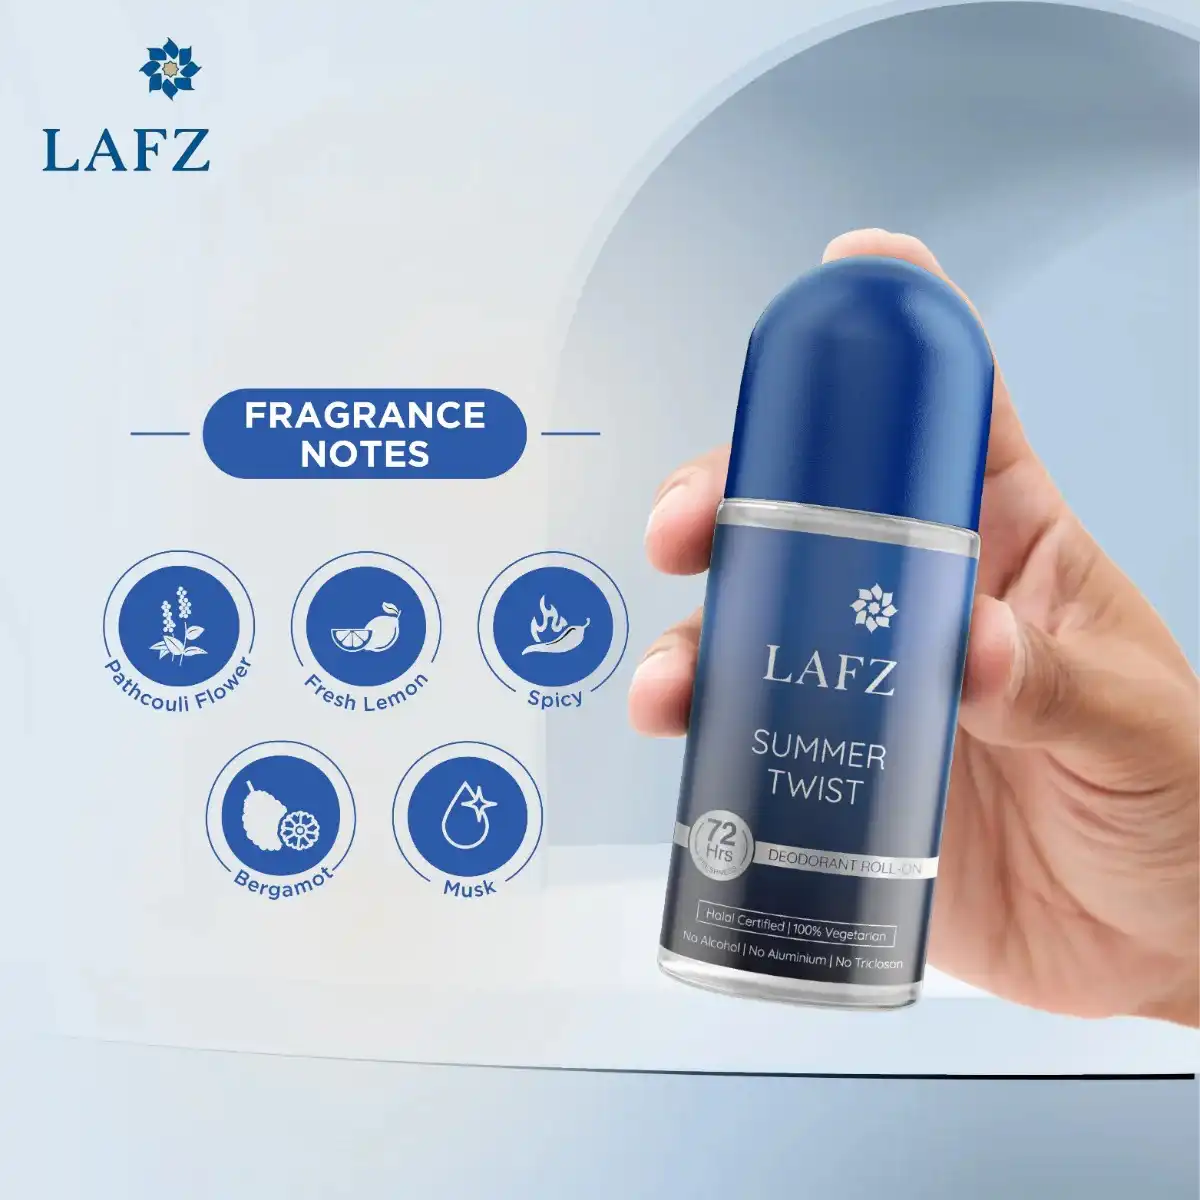 LAFZ
FRAGRANCE
NOTES
Pathcouli Flower
Fresh Lemon
Spicy
Bergamot
Musk
LAFZ
SUMMER
TWIST
72
Hrs
FRESHNESS
DEODORANT ROLL-ON
Halal Certified | 100% Vegetarian
No Alcohol | No Aluminium | No Triclosan